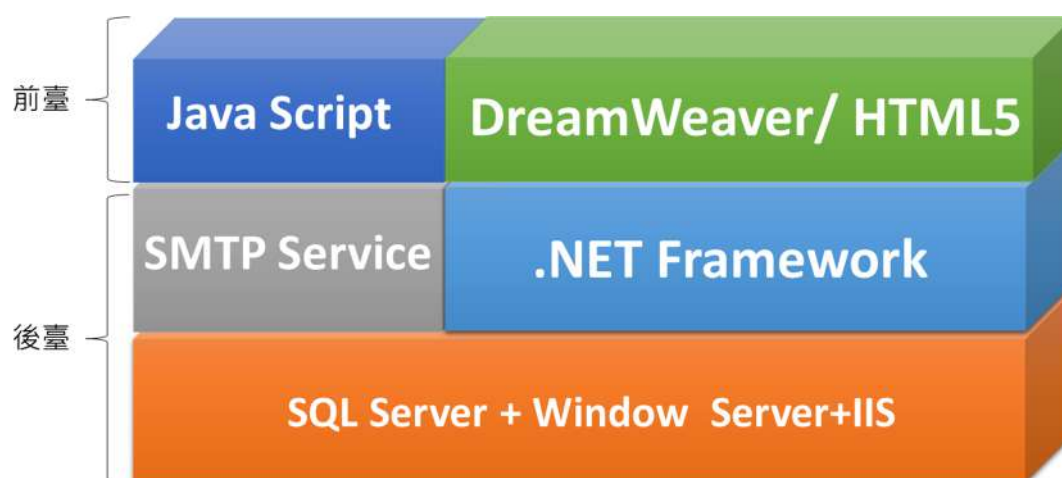 前臺
Java Script
DreamWeaver/ HTML5
SMTP Service
.NET Framework
後臺
SQL Server + Window  Server+IIS